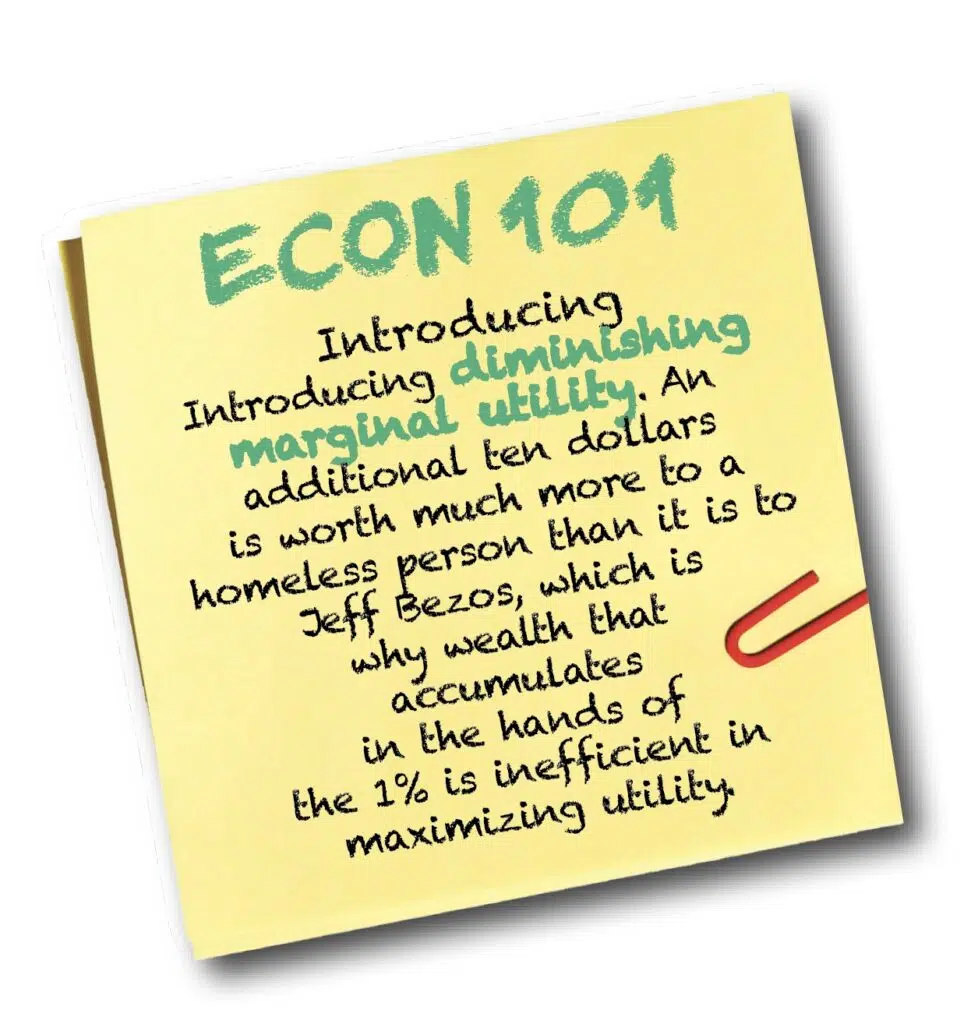 ECON 101
Introducing
Introducing diminishing
marginal utility. An
additional ten dollars
is worth much more to a
homeless person than it is to
Jeff Bezos, which is
why wealth that
accumulates
in the hands of
the 1% is inefficient in
maximizing utility.